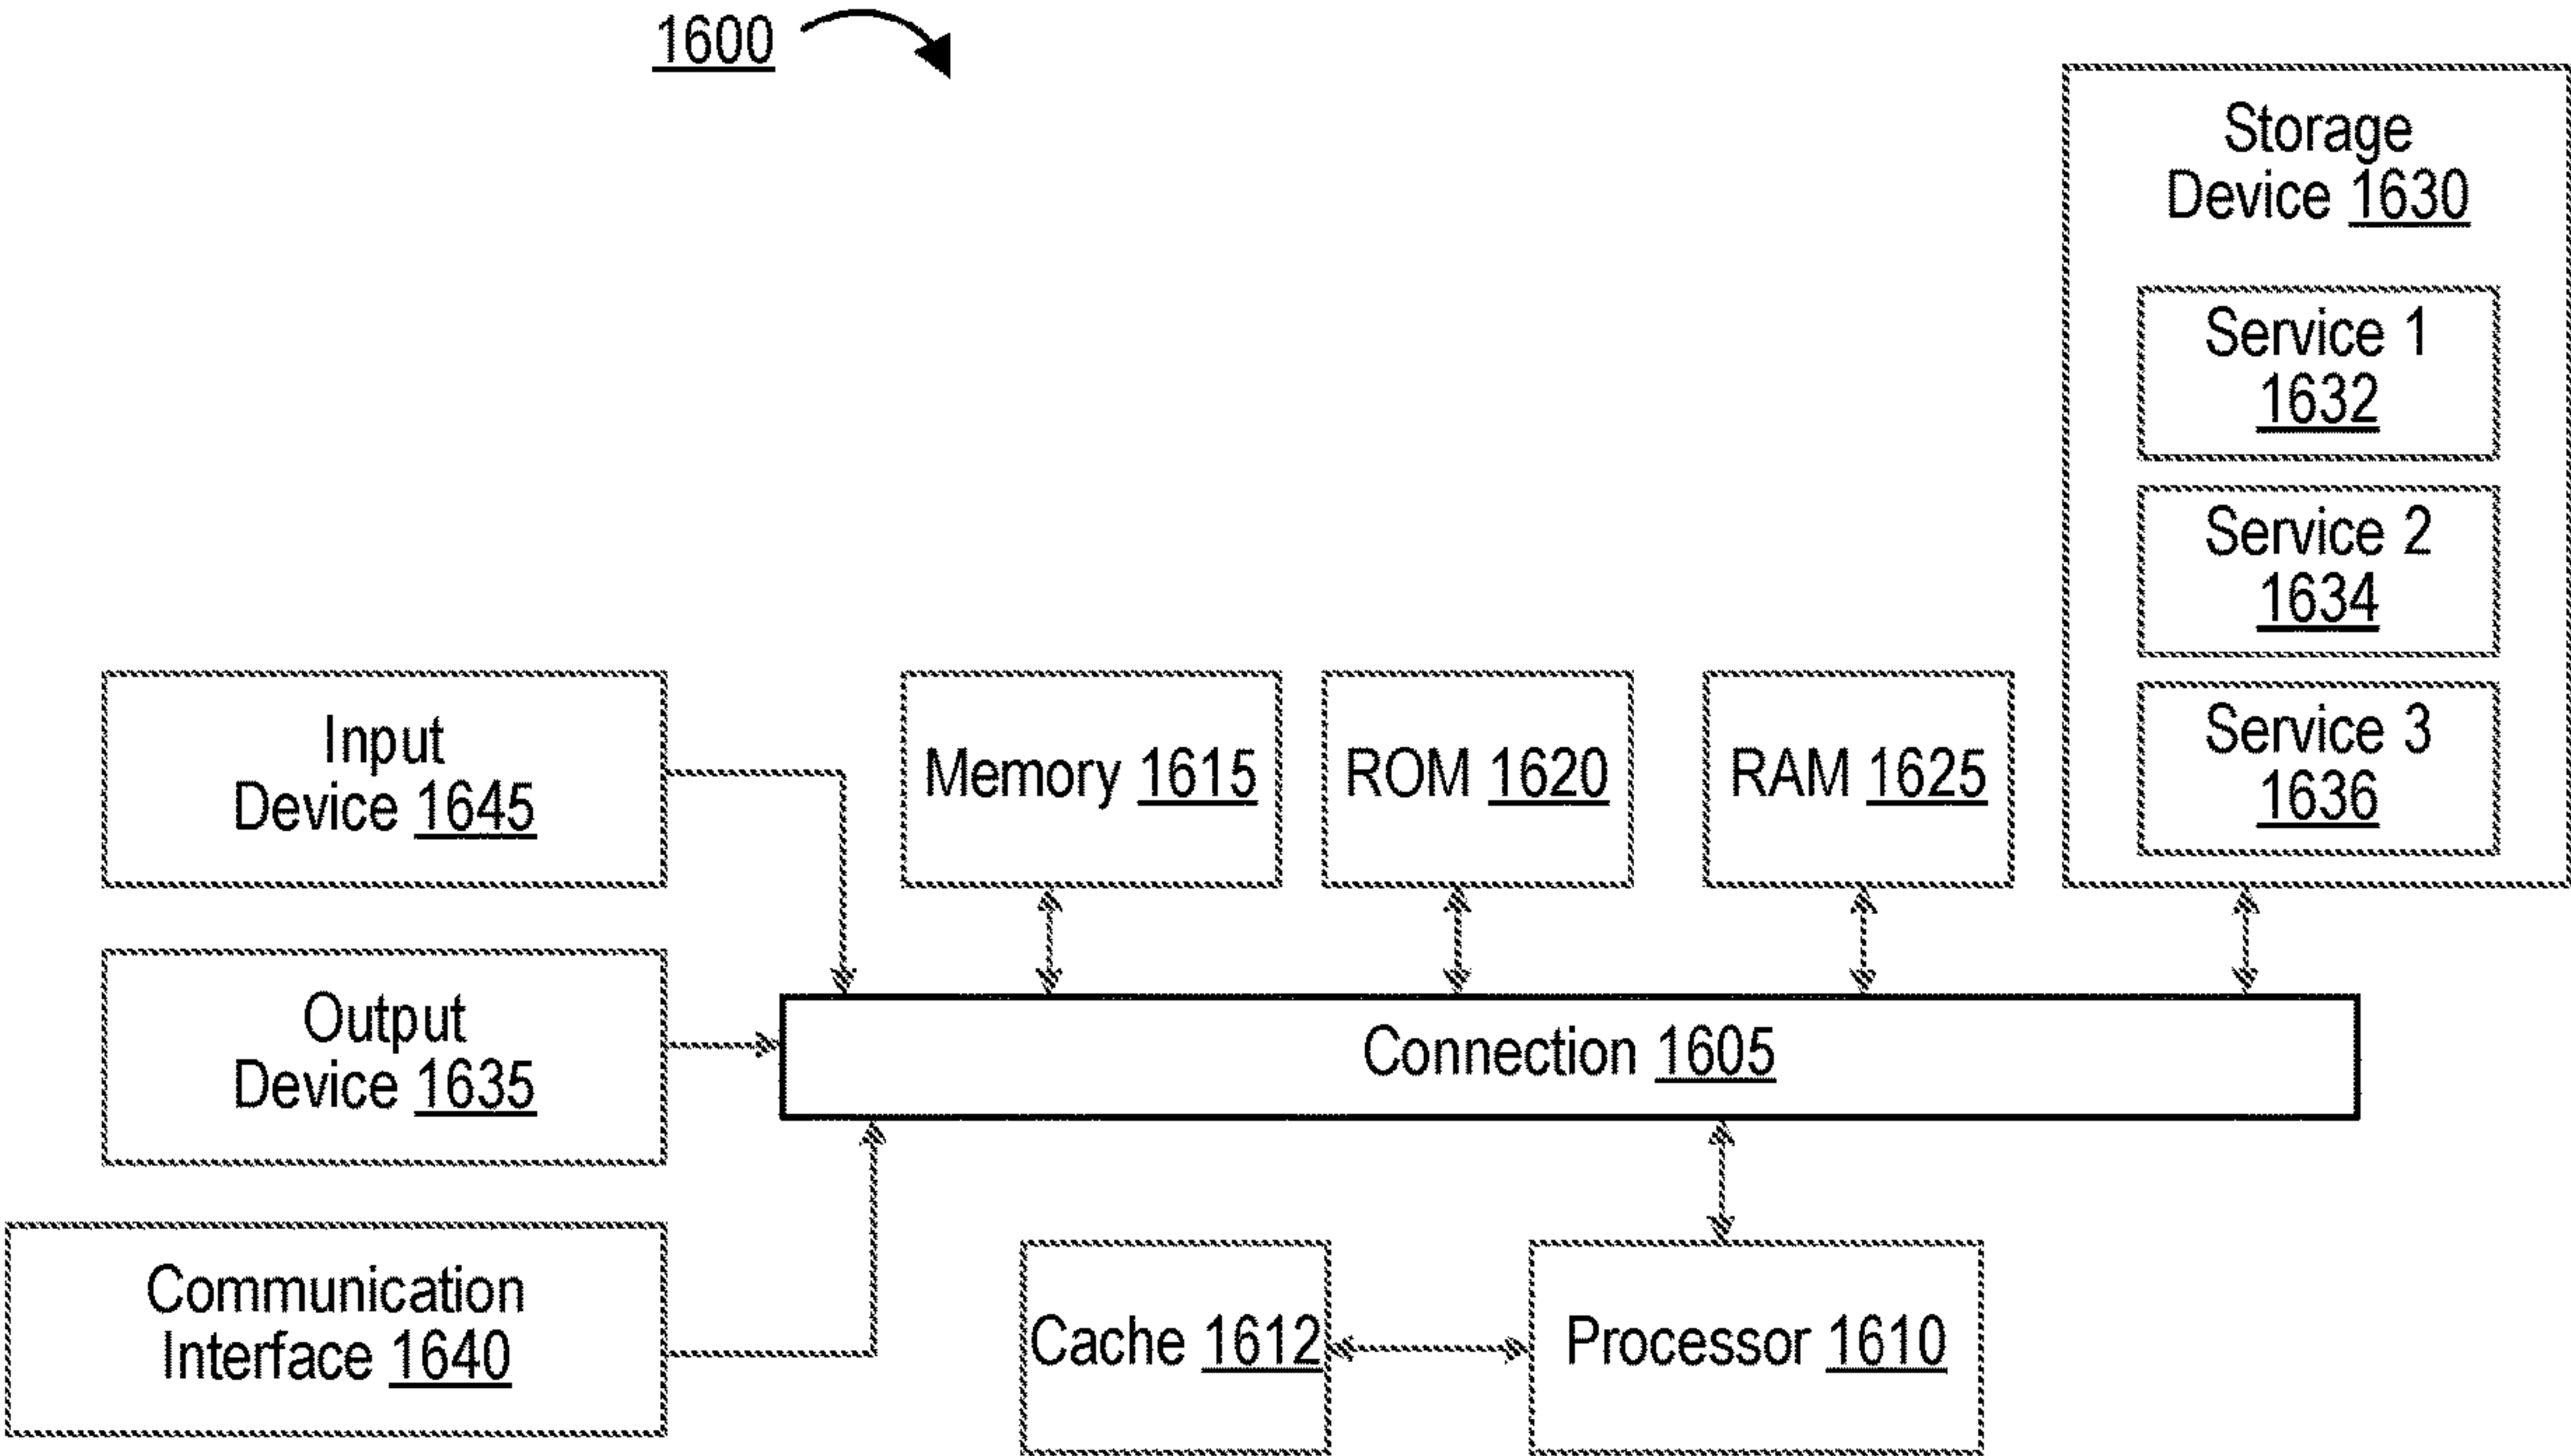 1600
Storage
Device 1630
Service 1
1632
Service 2
1634
Service 3
1636
Input
Device 1645
Memory 1615
ROM 1620
RAM 1625
Output
Device 1635
Connection 1605
Communication
Interface 1640
Cache 1612
Processor 1610